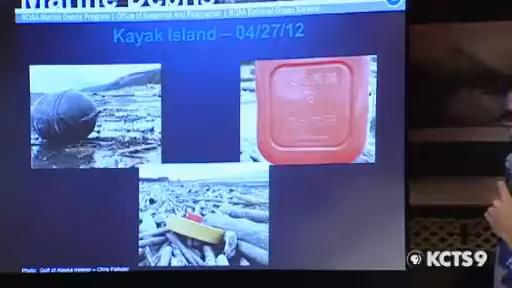 Marine Debris
NOAA Marine Debris Program | Office of Response and Restoration | NOAA National Ocean Service
Kayak Island – 04/27/12
Photo: Gulf of Alaska Keeper – Chris Pallister
PBS KCTS9